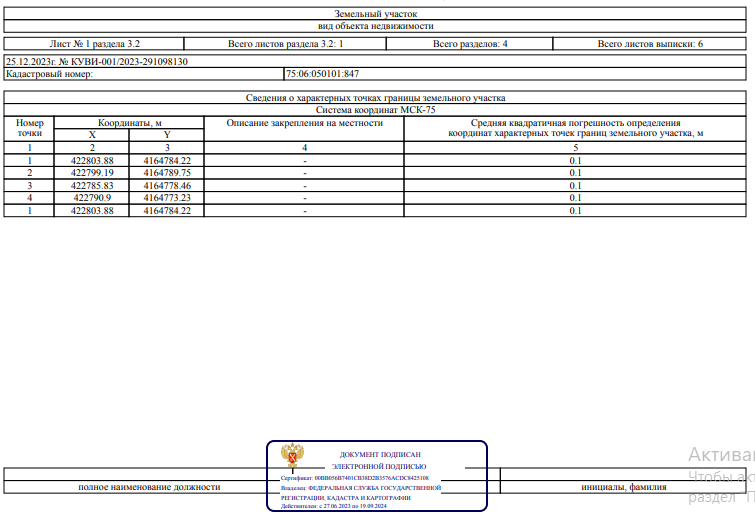 Земельный участок
вид объекта недвижимости
Лист № 1 раздела 3.2 Всего листов раздела 3.2: 1 Всего разделов: 4 Всего листов выписки: 6
25.12.2023г. № КУВИ-001/2023-291098130
Кадастровый номер: 75:06:050101:847
Сведения о характерных точках границы земельного участка
Система координат МСК-75
Номер точки Координаты, м Описание закрепления на местности Средняя квадратичная погрешность определения координат характерных точек границ земельного участка, м
X Y
1 2 3 4 5
1 422803.88 4164784.22 - 0.1
2 422799.19 4164789.75 - 0.1
3 422785.83 4164778.46 - 0.1
4 422790.9 4164773.23 - 0.1
1 422803.88 4164784.22 - 0.1
ДОКУМЕНТ ПОДПИСАН
ЭЛЕКТРОННОЙ ПОДПИСЬЮ
Сертификат: 00BB056B7401CB38D2B3576ACDC8425108
Владелец: ФЕДЕРАЛЬНАЯ СЛУЖБА ГОСУДАРСТВЕННОЙ
РЕГИСТРАЦИИ, КАДАСТРА И КАРТОГРАФИИ
Действителен: с 27.06.2023 по 19.09.2024
полное наименование должности инициалы, фамилия
Актива
Чтобы ак
раздел "П